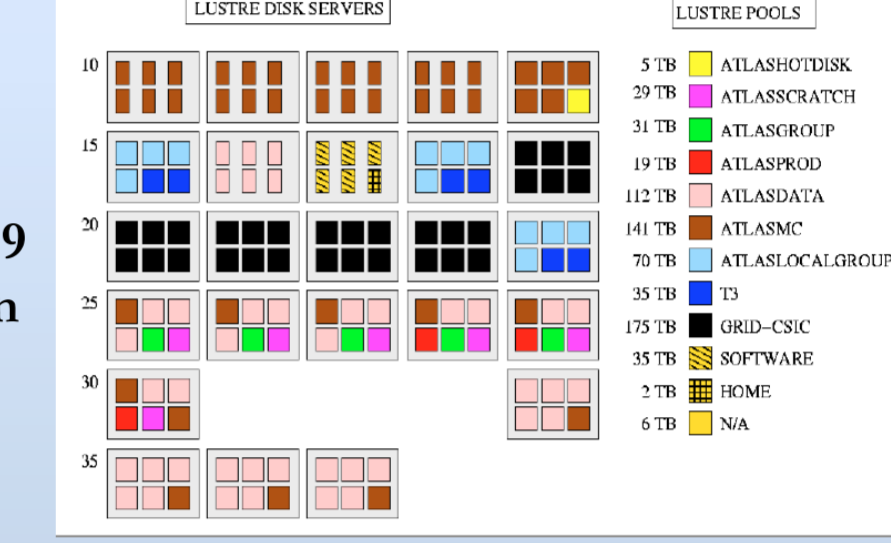 LUSTRE DISK SERVERS
LUSTRE POOLS
10
15
20
25
30
35
5 TB ATLASHOTDISK
29 TB ATLASSCRATCH
31 TB ATLASGROUP
19 TB ATLASPROD
112 TB ATLASDATA
141 TB ATLASMC
70 TB ATLASLOCALGROUP
35 TB T3
175 TB GRID-CSIC
35 TB SOFTWARE
2 TB HOME
6 TB N/A
9
n